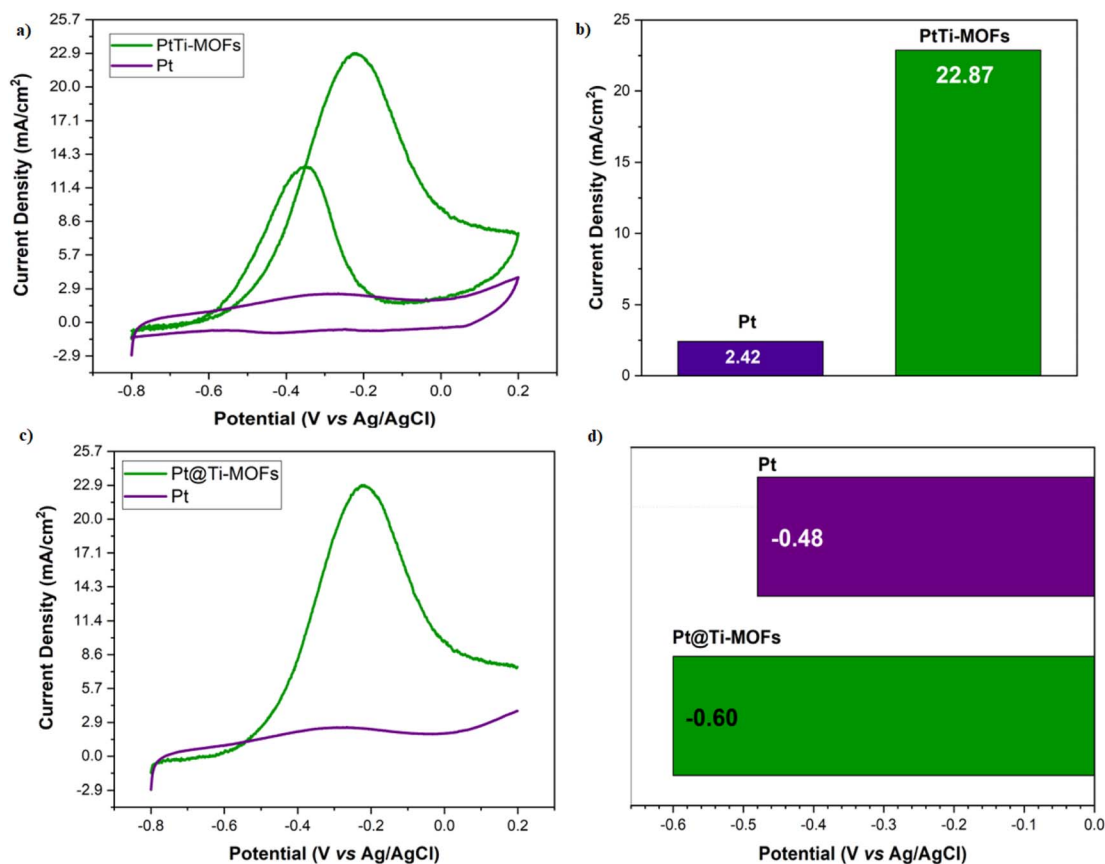 a)
25.7
22.9
20.0
17.1
14.3
11.4
8.6
5.7
2.9
0.0
-2.9
Current Density (mA/cm²)
PtTi-MOFs
Pt
-0.8 -0.6 -0.4 -0.2 0.0 0.2
Potential (V vs Ag/AgCl)
b)
25
20
15
10
5
0
Current Density (mA/cm²)
PtTi-MOFs
22.87
Pt
2.42
c)
25.7
22.9
20.0
17.1
14.3
11.4
8.6
5.7
2.9
0.0
-2.9
Current Density (mA/cm²)
Pt@Ti-MOFs
Pt
-0.8 -0.6 -0.4 -0.2 0.0 0.2
Potential (V vs Ag/AgCl)
d)
Pt
-0.48
Pt@Ti-MOFs
-0.60
-0.6 -0.5 -0.4 -0.3 -0.2 -0.1 0.0
Potential (V vs Ag/AgCl)